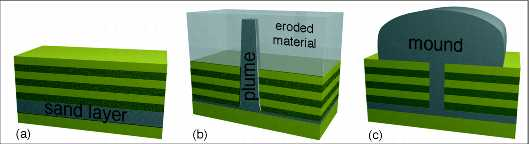 sand layer
(a)
eroded
material
plume
(b)
mound
(c)